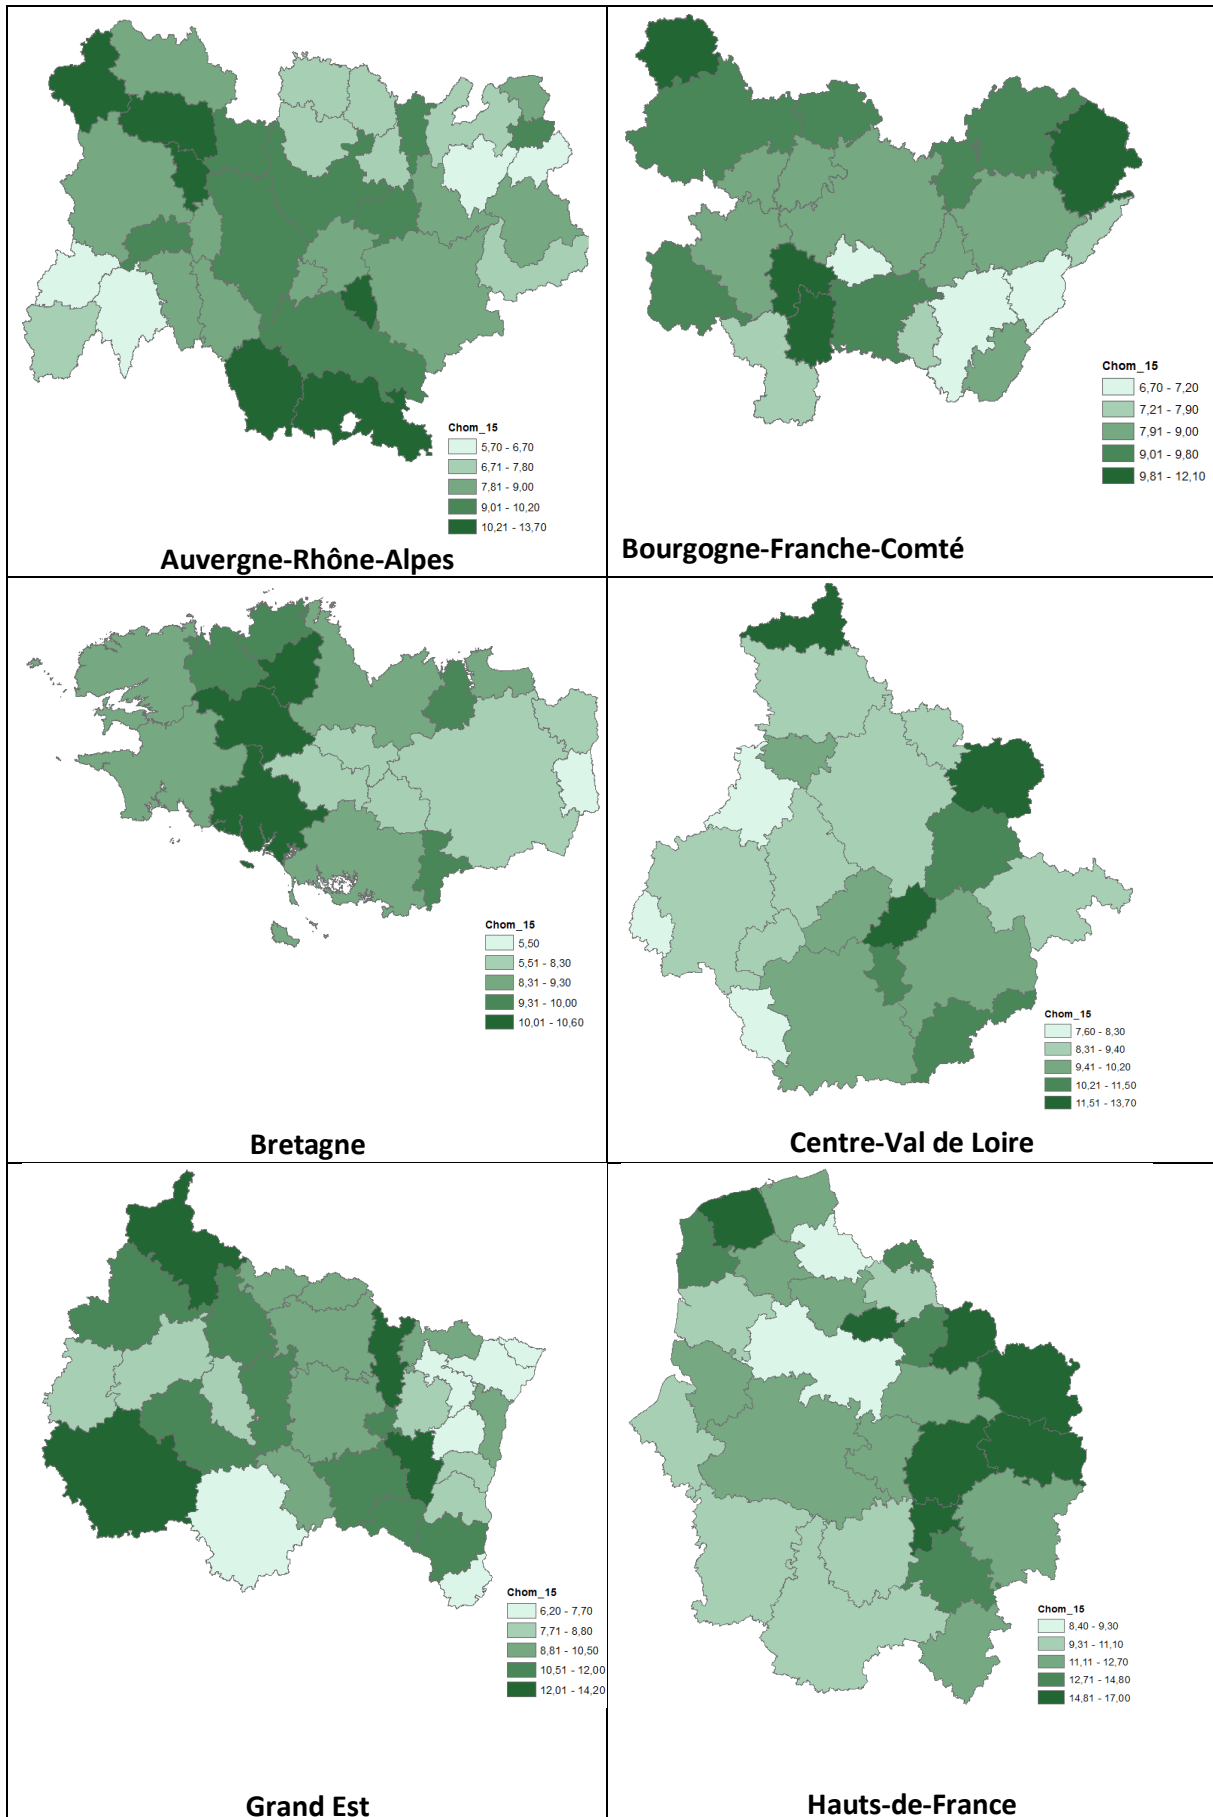 Chom_15
5,70 - 6,70
6,71 - 7,80
7,81 - 9,00
9,01 - 10,20
10,21 - 13,70
Auvergne-Rhône-Alpes
Chom_15
6,70 - 7,20
7,21 - 7,90
7,91 - 9,00
9,01 - 9,80
9,81 - 12,10
Bourgogne-Franche-Comté
Chom_15
5,50
5,51 - 8,30
8,31 - 9,30
9,31 - 10,00
10,01 - 10,60
Bretagne
Chom_15
7,60 - 8,30
8,31 - 9,40
9,41 - 10,20
10,21 - 11,50
11,51 - 13,70
Centre-Val de Loire
Chom_15
6,20 - 7,70
7,71 - 8,80
8,81 - 10,50
10,51 - 12,00
12,01 - 14,20
Grand Est
Chom_15
8,40 - 9,30
9,31 - 11,10
11,11 - 12,70
12,71 - 14,80
14,81 - 17,00
Hauts-de-France